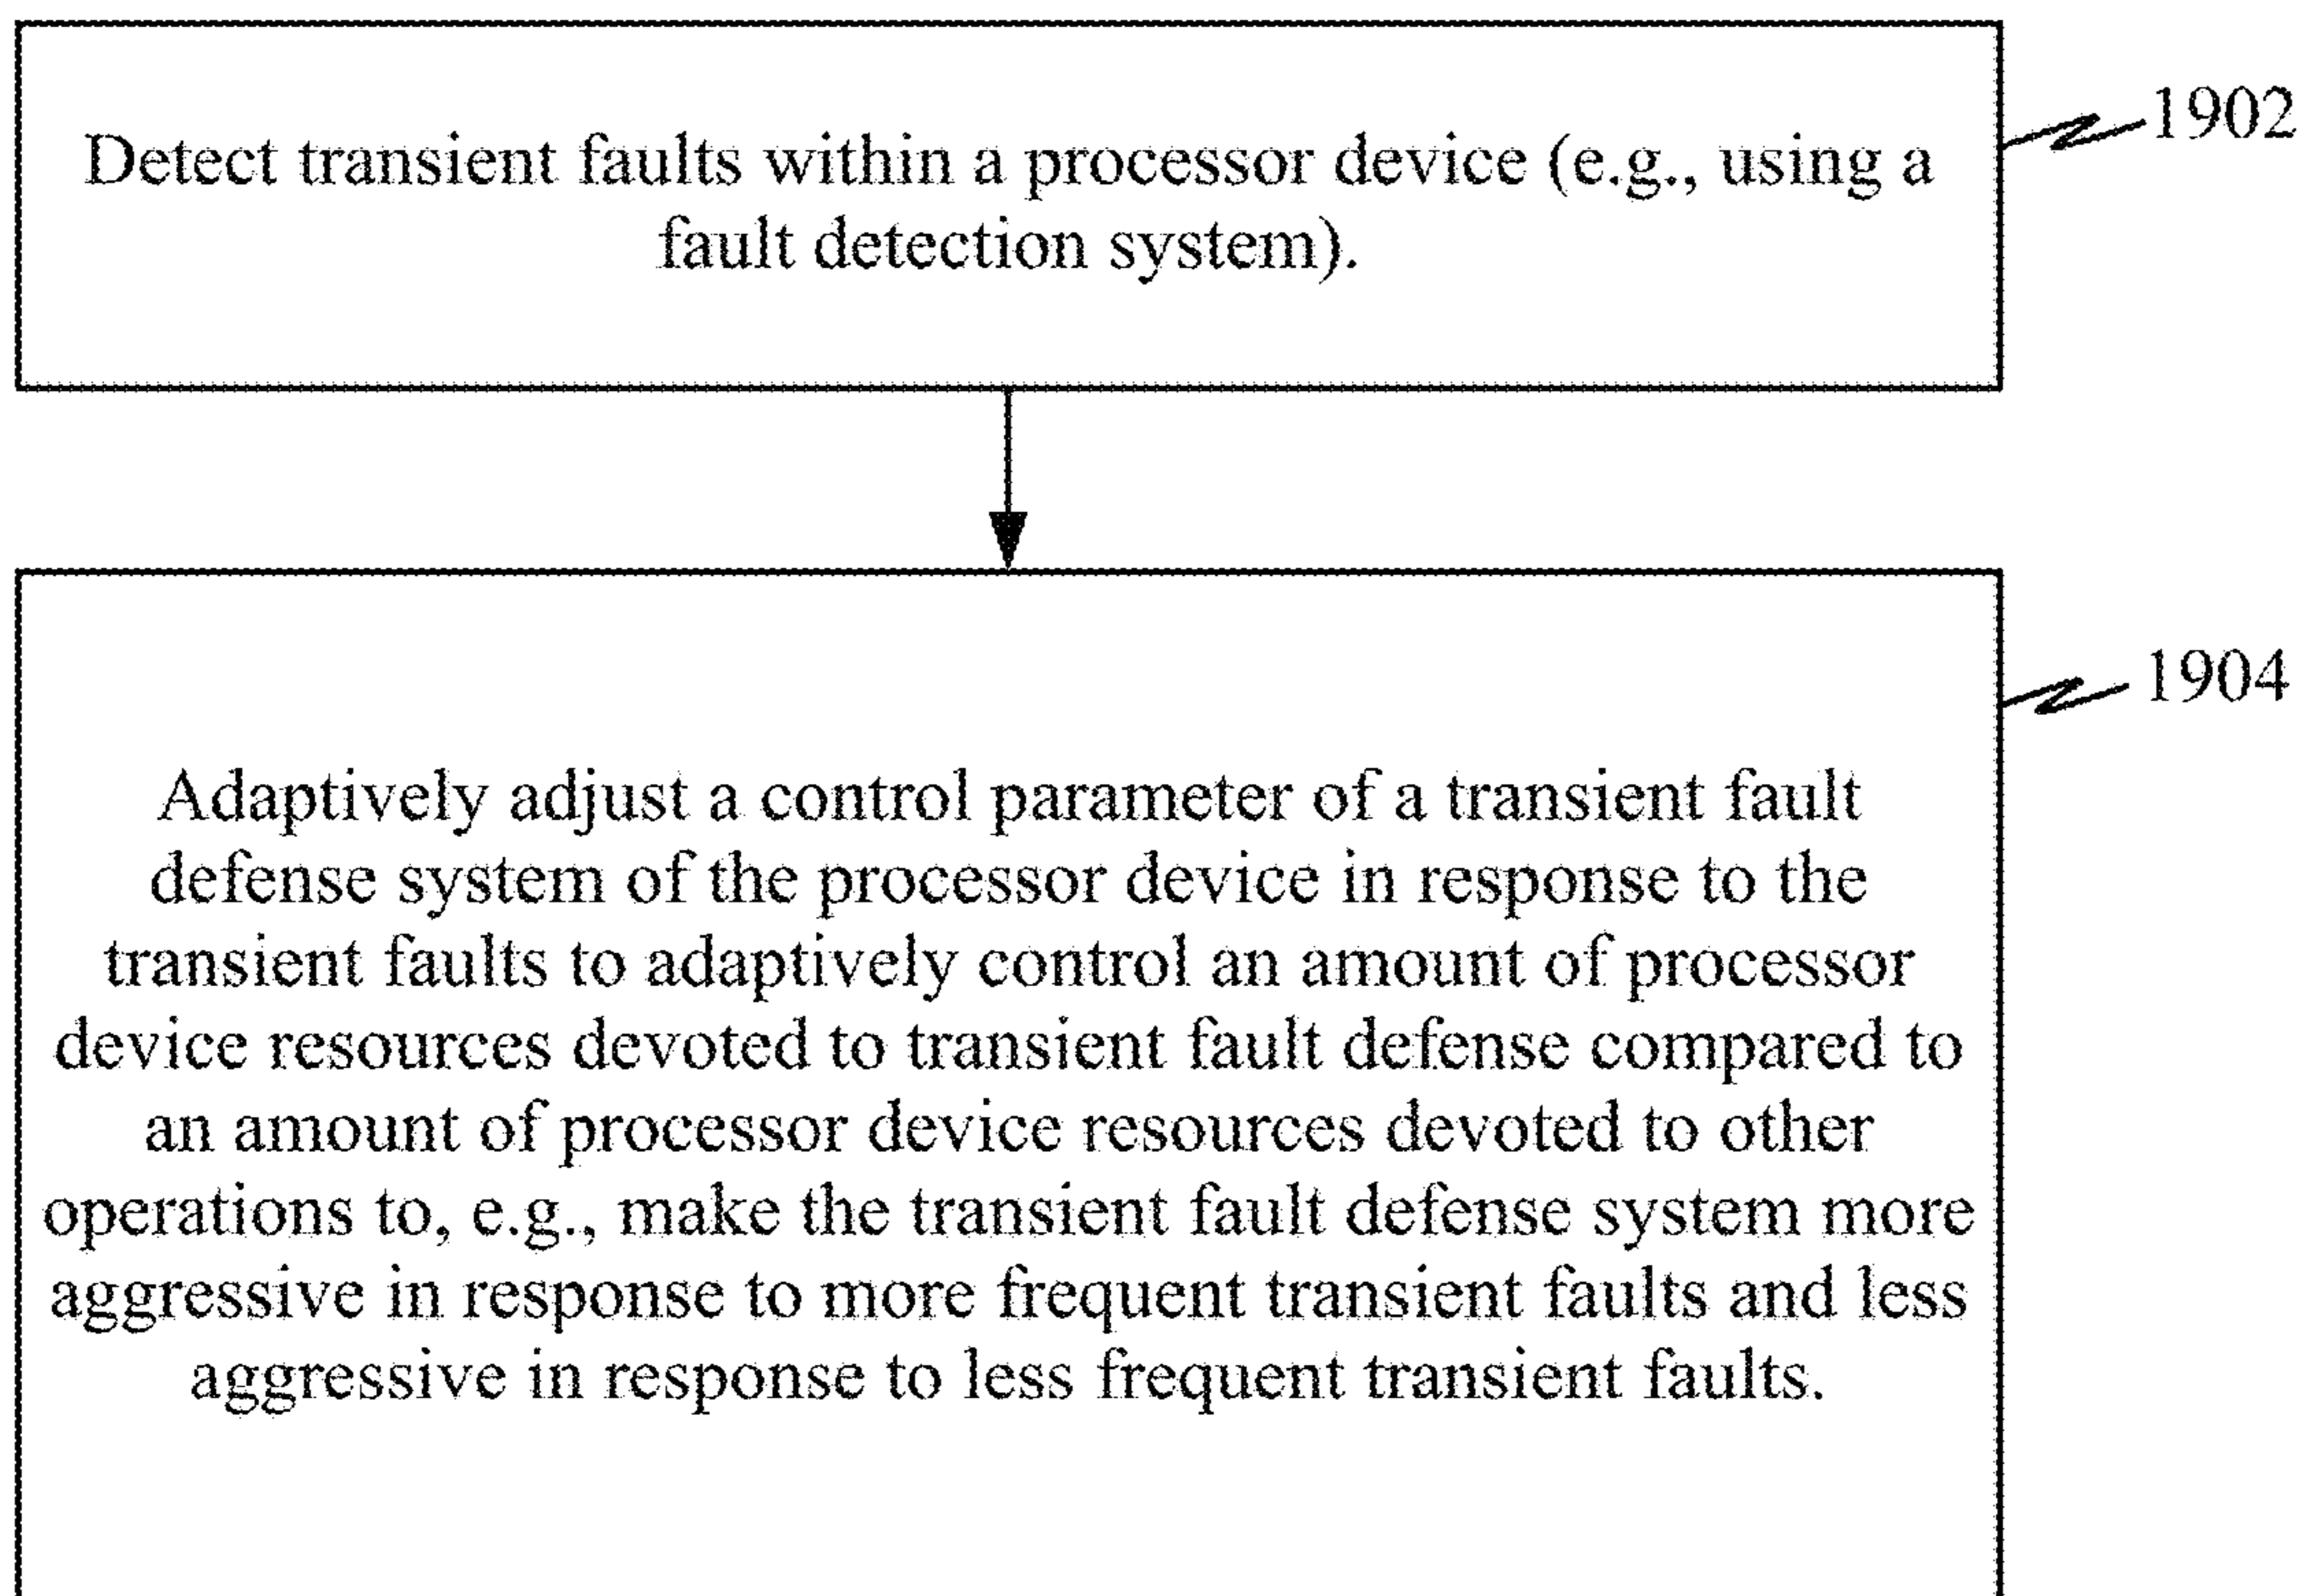 Detect transient faults within a processor device (e.g., using a
fault detection system).
1902
Adaptively adjust a control parameter of a transient fault
defense system of the processor device in response to the
transient faults to adaptively control an amount of processor
device resources devoted to transient fault defense compared to
an amount of processor device resources devoted to other
operations to, e.g., make the transient fault defense system more
aggressive in response to more frequent transient faults and less
aggressive in response to less frequent transient faults.
1904